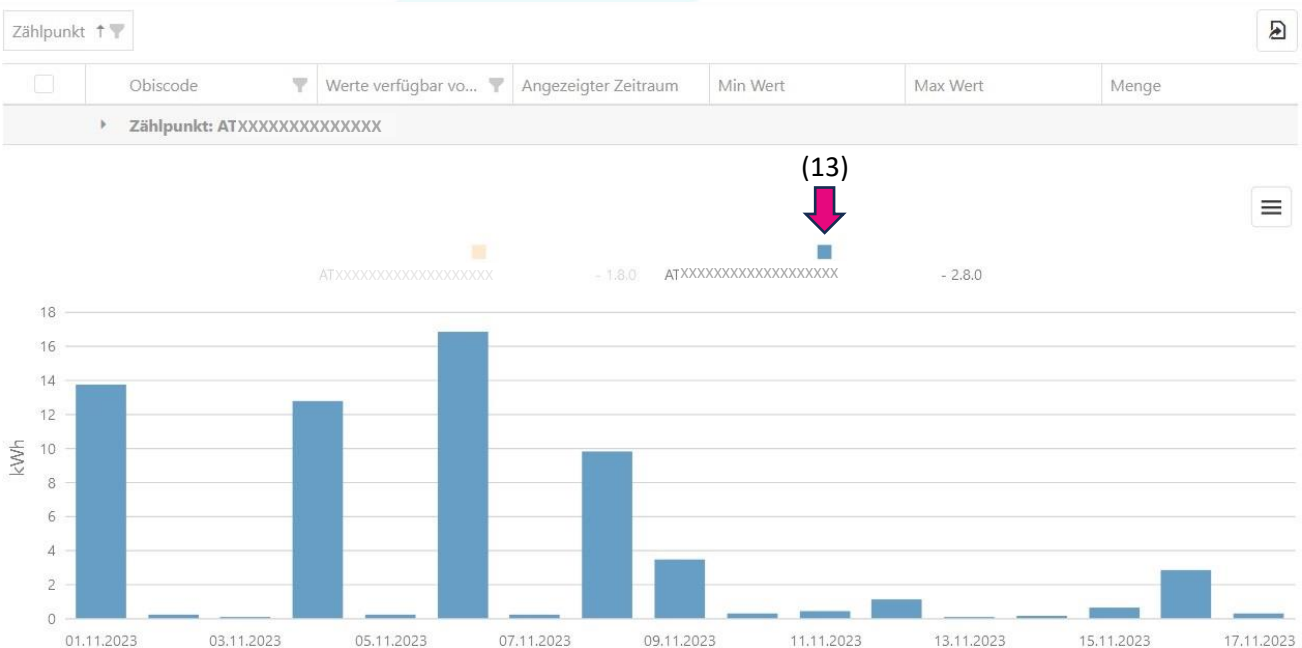 Zählpunkt
Obiscode Werte verfügbar vo... Angezeigter Zeitraum Min Wert Max Wert Menge
Zählpunkt: ATXXXXXXXXXXXXXX
(13)
ATXXXXXXXXXXXXXXXXXXX - 1.8.0 ATXXXXXXXXXXXXXXXXXXX - 2.8.0
18
16
14
12
10
8
6
4
2
0
kWh
01.11.2023 03.11.2023 05.11.2023 07.11.2023 09.11.2023 11.11.2023 13.11.2023 15.11.2023 17.11.2023